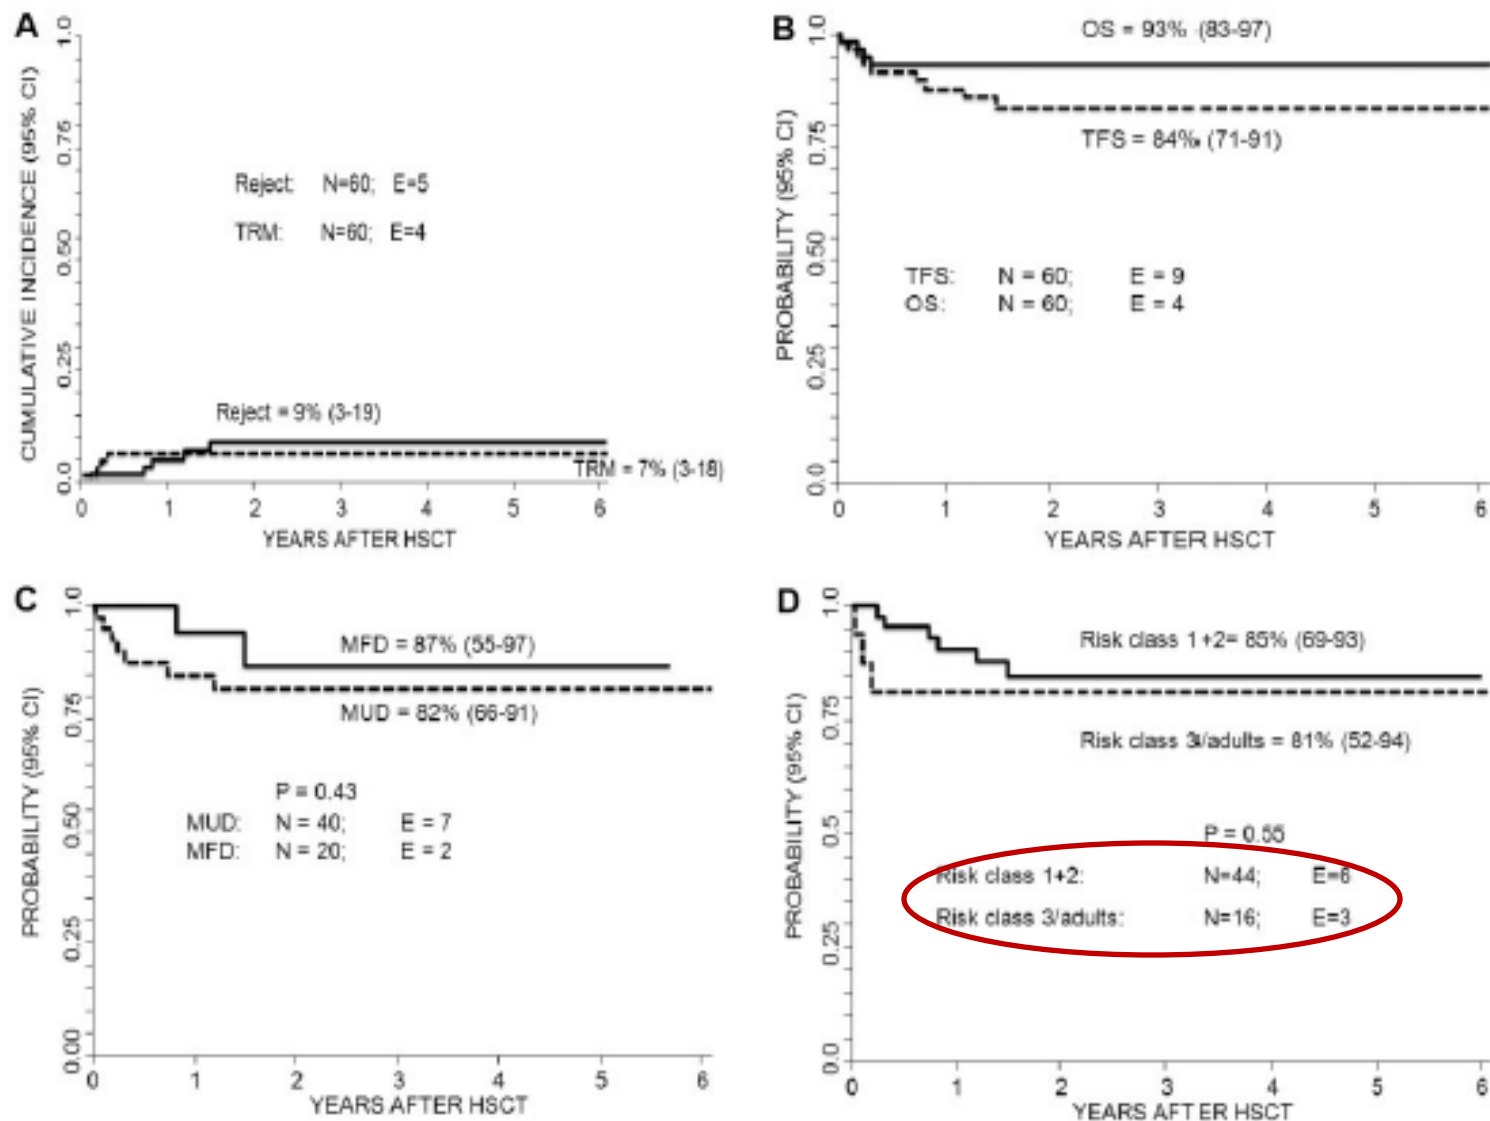 A
CUMULATIVE INCIDENCE (95% CI)
1.0
0.75
0.50
0.25
0.0
Reject: N=60; E=5
TRM: N=60; E=4
Reject = 9% (3-19)
TRM = 7% (3-18)
0 1 2 3 4 5 6
YEARS AFTER HSCT
B
PROBABILITY (95% CI)
1.0
0.75
0.50
0.25
0.0
OS = 93% (83-97)
TFS = 84% (71-91)
TFS: N = 60; E = 9
OS: N = 60; E = 4
0 1 2 3 4 5 6
YEARS AFTER HSCT
C
PROBABILITY (95% CI)
1.0
0.75
0.50
0.25
0.00
MFD = 87% (55-97)
MUD = 82% (66-91)
P = 0.43
MUD: N = 40; E = 7
MFD: N = 20; E = 2
0 1 2 3 4 5 6
YEARS AFTER HSCT
D
PROBABILITY (95% CI)
1.0
0.75
0.5
0.25
0.0
Risk class 1+2= 85% (69-93)
Risk class 3/adults = 81% (52-94)
P = 0.55
Risk class 1+2: N=44; E=6
Risk class 3/adults: N=16; E=3
0 1 2 3 4 5 6
YEARS AFTER HSCT